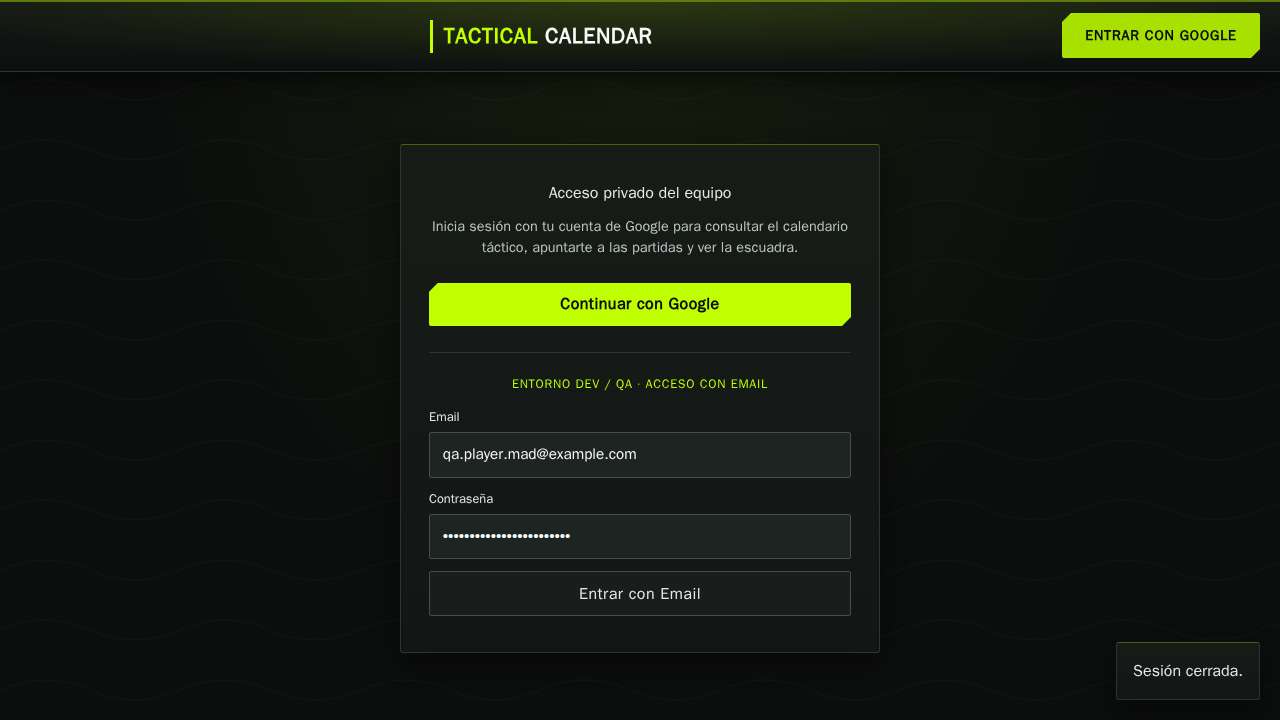 TACTICAL CALENDAR
ENTRAR CON GOOGLE
Acceso privado del equipo
Inicia sesión con tu cuenta de Google para consultar el calendario
táctico, apuntarte a las partidas y ver la escuadra.
Continuar con Google
ENTORNO DEV / QA · ACCESO CON EMAIL
Email
qa.player.mad@example.com
Contraseña
••••••••••••••••••••••••
Entrar con Email
Sesión cerrada.